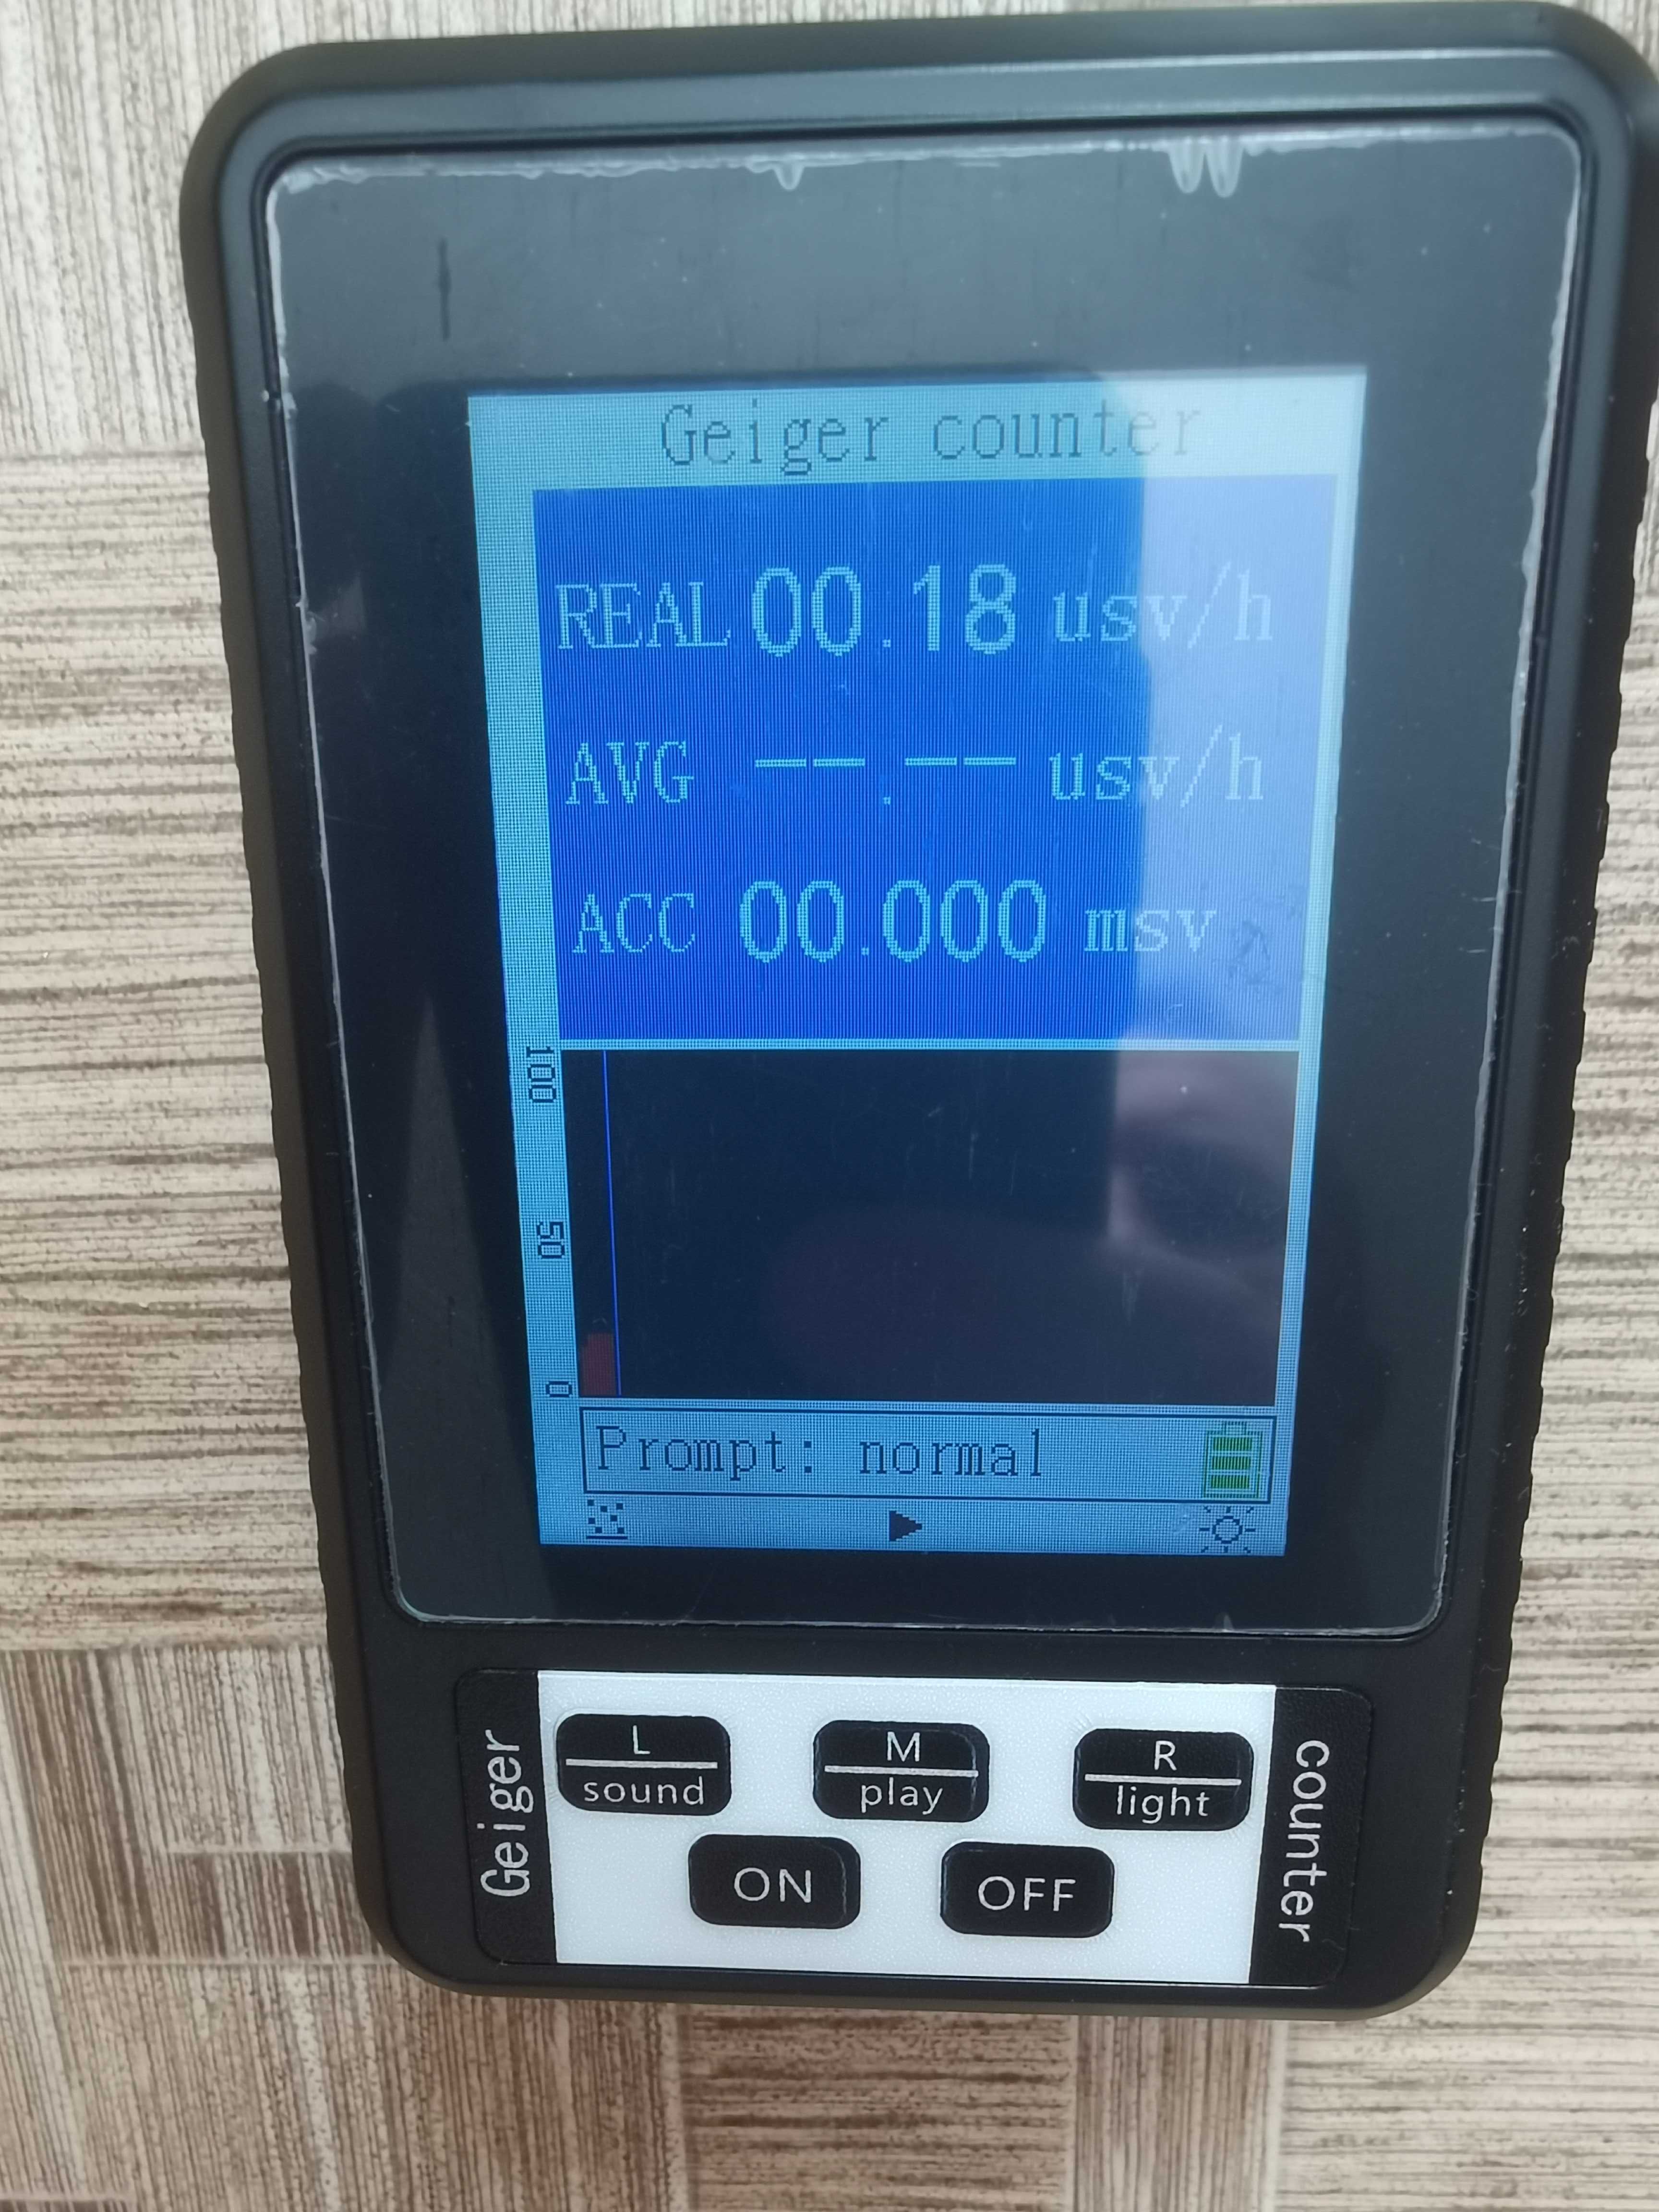 Geiger counter
REAL 00.18 usv/h
AVG --.-- usv/h
ACC 00.000 msv
100
50
0
Prompt: normal
L
sound
M
play
R
light
ON
OFF
Geiger
counter